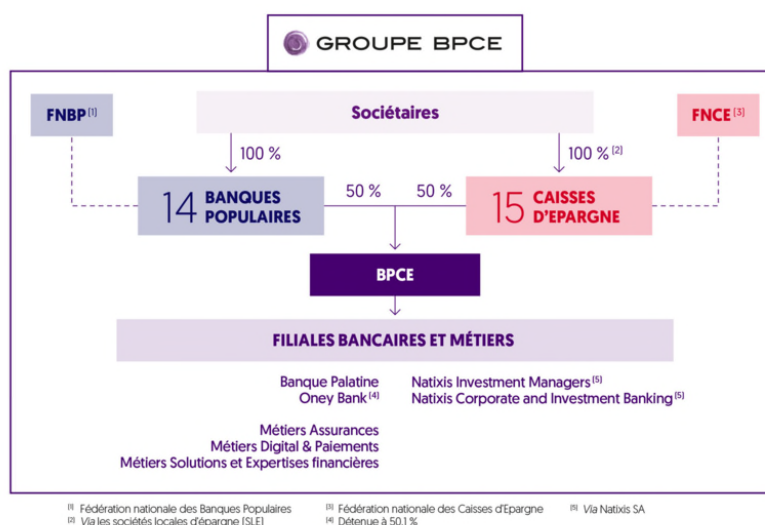 GROUPE BPCE
FNBP [1]
Sociétaires
FNCE [3]
100 %
100 % [2]
14 BANQUES POPULAIRES
50 %
50 %
15 CAISSES D'EPARGNE
BPCE
FILIALES BANCAIRES ET MÉTIERS
Banque Palatine
Oney Bank [4]
Natixis Investment Managers [5]
Natixis Corporate and Investment Banking [5]
Métiers Assurances
Métiers Digital & Paiements
Métiers Solutions et Expertises financières
[1] Fédération nationale des Banques Populaires
[2] Via les sociétés locales d'épargne [SLE]
[3] Fédération nationale des Caisses d'Epargne
[4] Détenue à 50,1 %
[5] Via Natixis SA